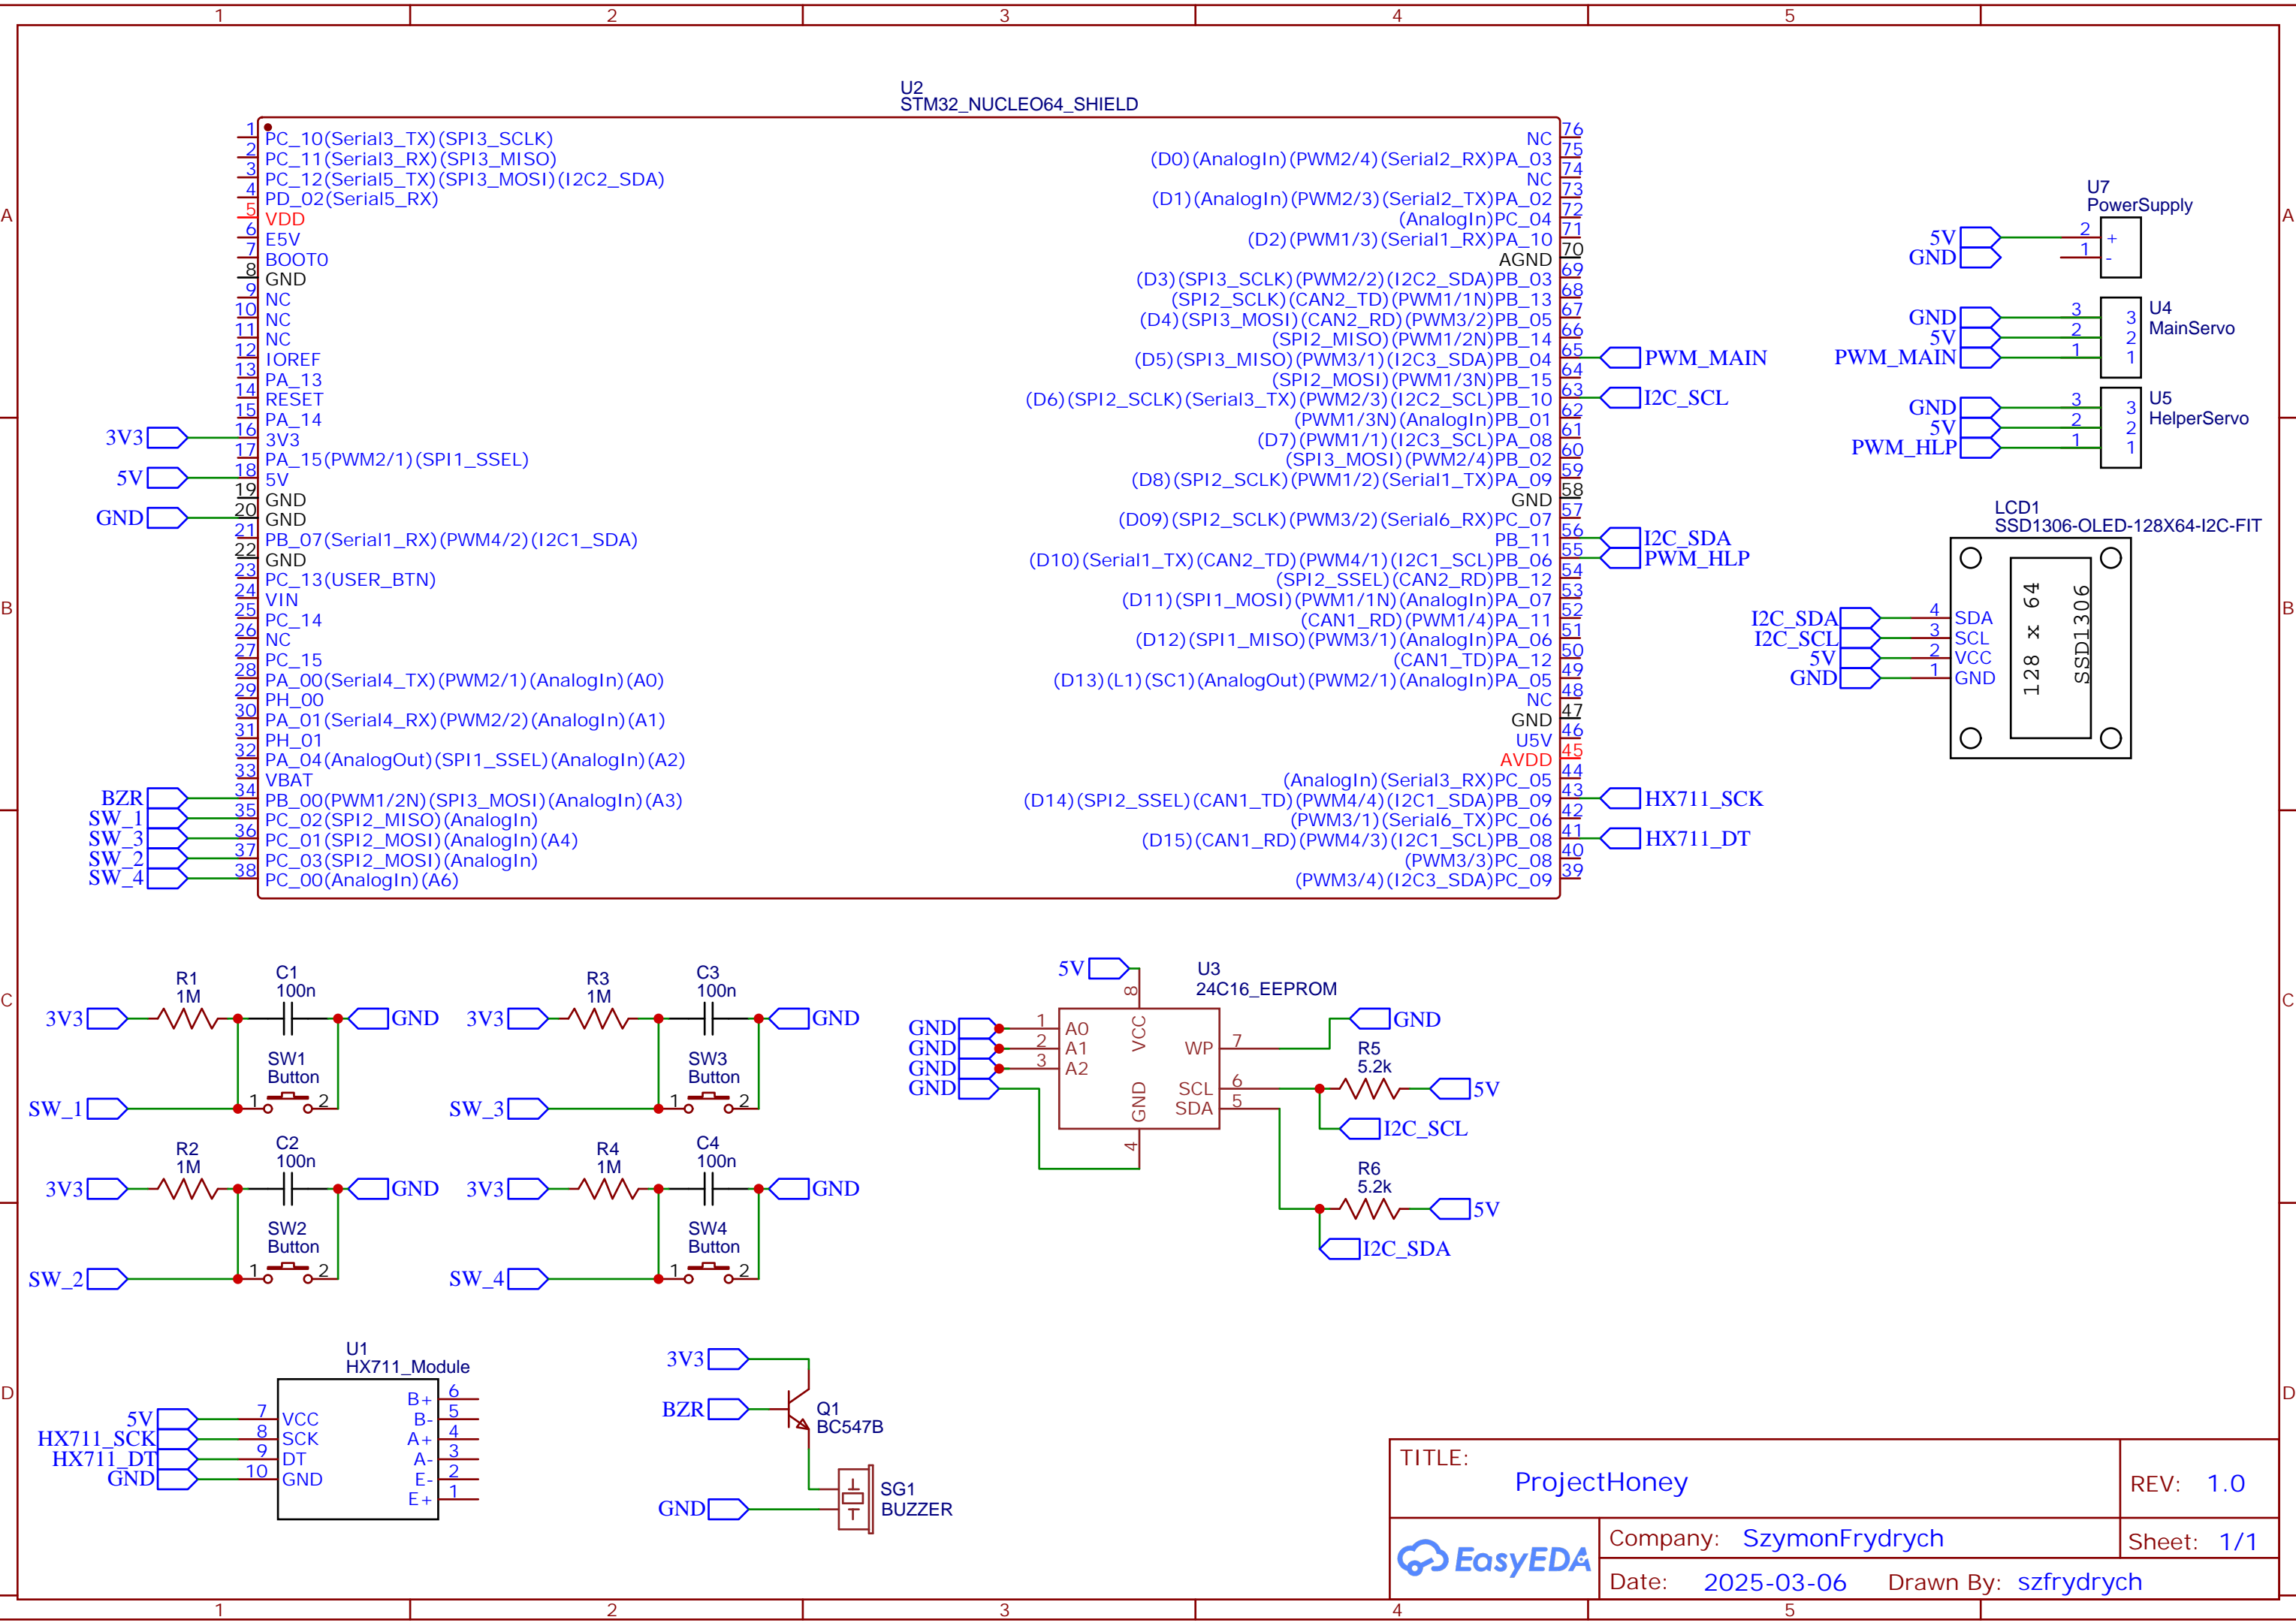 1 2 3 4 5
A
B
C
D
U2
STM32_NUCLEO64_SHIELD
1 PC_10(Serial3_TX)(SPI3_SCLK)
2 PC_11(Serial3_RX)(SPI3_MISO)
3 PC_12(Serial5_TX)(SPI3_MOSI)(I2C2_SDA)
4 PD_02(Serial5_RX)
5 VDD
6 E5V
7 BOOT0
8 GND
9 NC
10 NC
11 NC
12 IOREF
13 PA_13
14 RESET
15 PA_14
3V3 16 3V3
17 PA_15(PWM2/1)(SPI1_SSEL)
5V 18 5V
19 GND
GND 20 GND
21 PB_07(Serial1_RX)(PWM4/2)(I2C1_SDA)
22 GND
23 PC_13(USER_BTN)
24 VIN
25 PC_14
26 NC
27 PC_15
28 PA_00(Serial4_TX)(PWM2/1)(AnalogIn)(A0)
29 PH_00
30 PA_01(Serial4_RX)(PWM2/2)(AnalogIn)(A1)
31 PH_01
32 PA_04(AnalogOut)(SPI1_SSEL)(AnalogIn)(A2)
33 VBAT
BZR 34 PB_00(PWM1/2N)(SPI3_MOSI)(AnalogIn)(A3)
SW_1 35 PC_02(SPI2_MISO)(AnalogIn)
SW_3 36 PC_01(SPI2_MOSI)(AnalogIn)(A4)
SW_2 37 PC_03(SPI2_MOSI)(AnalogIn)
SW_4 38 PC_00(AnalogIn)(A6)
NC 76
(D0)(AnalogIn)(PWM2/4)(Serial2_RX)PA_03 75
NC 74
(D1)(AnalogIn)(PWM2/3)(Serial2_TX)PA_02 73
(AnalogIn)PC_04 72
(D2)(PWM1/3)(Serial1_RX)PA_10 71
AGND 70
(D3)(SPI3_SCLK)(PWM2/2)(I2C2_SDA)PB_03 69
(SPI2_SCLK)(CAN2_TD)(PWM1/1N)PB_13 68
(D4)(SPI3_MOSI)(CAN2_RD)(PWM3/2)PB_05 67
(SPI2_MISO)(PWM1/2N)PB_14 66
(D5)(SPI3_MISO)(PWM3/1)(I2C3_SDA)PB_04 65 PWM_MAIN
(SPI2_MOSI)(PWM1/3N)PB_15 64
(D6)(SPI2_SCLK)(Serial3_TX)(PWM2/3)(I2C2_SCL)PB_10 63 I2C_SCL
(PWM1/3N)(AnalogIn)PB_01 62
(D7)(PWM1/1)(I2C3_SCL)PA_08 61
(SPI3_MOSI)(PWM2/4)PB_02 60
(D8)(SPI2_SCLK)(PWM1/2)(Serial1_TX)PA_09 59
GND 58
(D09)(SPI2_SCLK)(PWM3/2)(Serial6_RX)PC_07 57
PB_11 56 I2C_SDA
(D10)(Serial1_TX)(CAN2_TD)(PWM4/1)(I2C1_SCL)PB_06 55 PWM_HLP
(SPI2_SSEL)(CAN2_RD)PB_12 54
(D11)(SPI1_MOSI)(PWM1/1N)(AnalogIn)PA_07 53
(CAN1_RD)(PWM1/4)PA_11 52
(D12)(SPI1_MISO)(PWM3/1)(AnalogIn)PA_06 51
(CAN1_TD)PA_12 50
(D13)(L1)(SC1)(AnalogOut)(PWM2/1)(AnalogIn)PA_05 49
NC 48
GND 47
U5V 46
AVDD 45
(AnalogIn)(Serial3_RX)PC_05 44
(D14)(SPI2_SSEL)(CAN1_TD)(PWM4/4)(I2C1_SDA)PB_09 43 HX711_SCK
(PWM3/1)(Serial6_TX)PC_06 42
(D15)(CAN1_RD)(PWM4/3)(I2C1_SCL)PB_08 41 HX711_DT
(PWM3/3)PC_08 40
(PWM3/4)(I2C3_SDA)PC_09 39
U7
PowerSupply
5V 2 +
GND 1 -
U4
MainServo
GND 3 3
5V 2 2
PWM_MAIN 1 1
U5
HelperServo
GND 3 3
5V 2 2
PWM_HLP 1 1
LCD1
SSD1306-OLED-128X64-I2C-FIT
I2C_SDA 4 SDA
I2C_SCL 3 SCL
5V 2 VCC
GND 1 GND
128 x 64
SSD1306
R1
1M
C1
100n
3V3 GND
SW1
Button
SW_1 1 2
R3
1M
C3
100n
3V3 GND
SW3
Button
SW_3 1 2
R2
1M
C2
100n
3V3 GND
SW2
Button
SW_2 1 2
R4
1M
C4
100n
3V3 GND
SW4
Button
SW_4 1 2
U3
24C16_EEPROM
5V 8 VCC
GND 1 A0
GND 2 A1
GND 3 A2
GND 4 GND
WP 7 GND
SCL 6
SDA 5
R5
5.2k
5V
I2C_SCL
R6
5.2k
5V
I2C_SDA
U1
HX711_Module
5V 7 VCC
HX711_SCK 8 SCK
HX711_DT 9 DT
GND 10 GND
B+ 6
B- 5
A+ 4
A- 3
E- 2
E+ 1
3V3
BZR
Q1
BC547B
GND
SG1
BUZZER
TITLE:
ProjectHoney
REV: 1.0
EasyEDA
Company: SzymonFrydrych
Sheet: 1/1
Date: 2025-03-06 Drawn By: szfrydrych
A
B
C
D
1 2 3 4 5